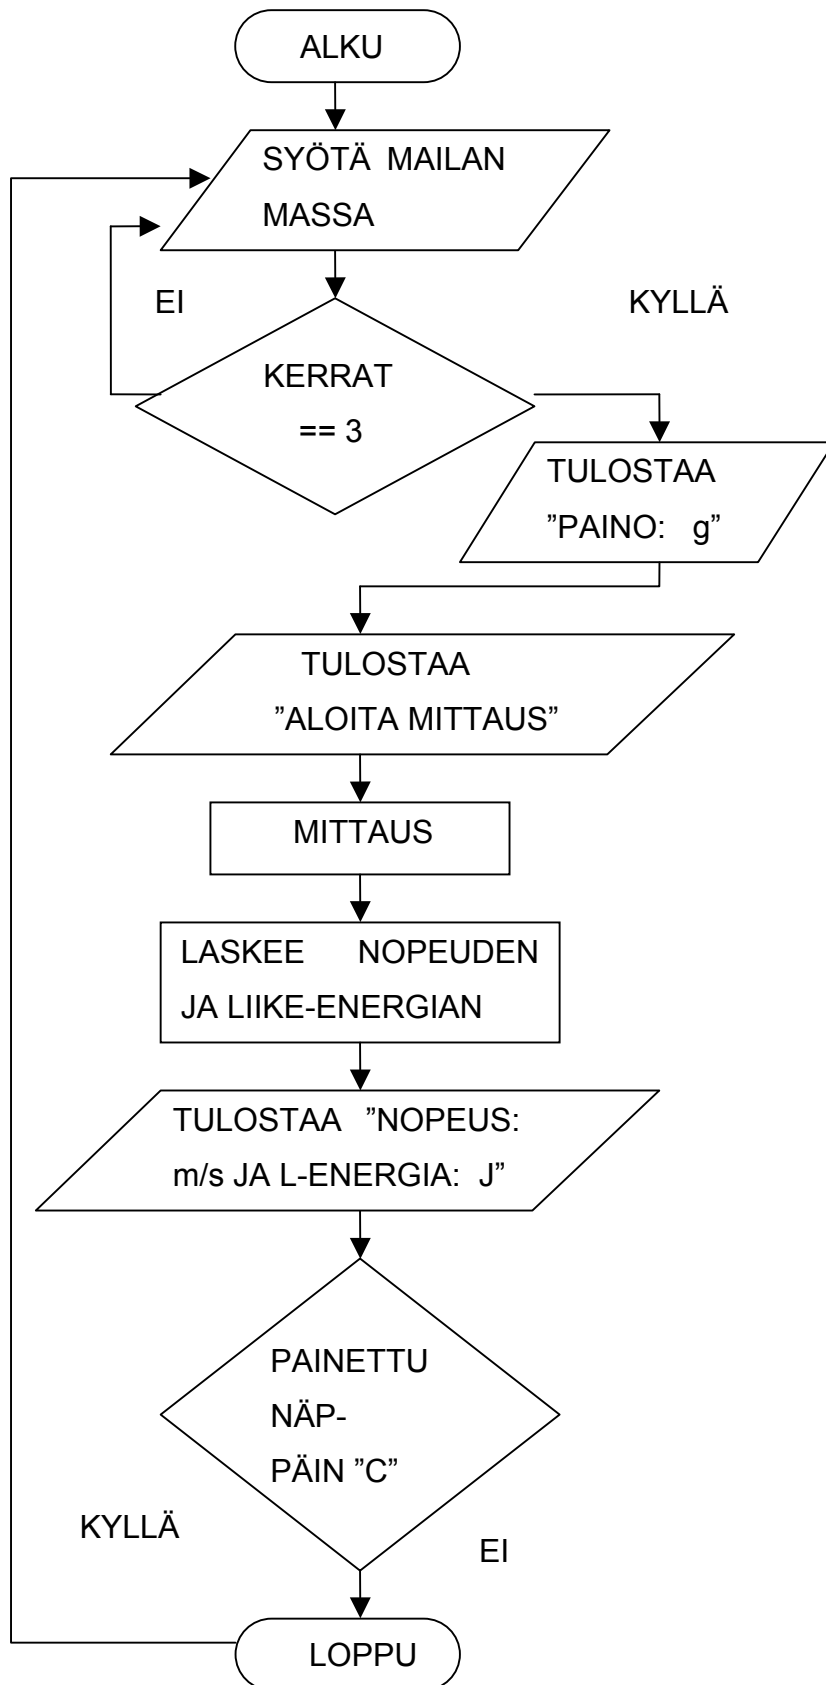 ALKU
SYÖTÄ MAILAN
MASSA
EI
KYLLÄ
KERRAT
== 3
TULOSTAA
”PAINO: g”
TULOSTAA
”ALOITA MITTAUS”
MITTAUS
LASKEE NOPEUDEN
JA LIIKE-ENERGIAN
TULOSTAA ”NOPEUS:
m/s JA L-ENERGIA: J”
PAINETTU
NÄP-
PÄIN ”C”
KYLLÄ
EI
LOPPU